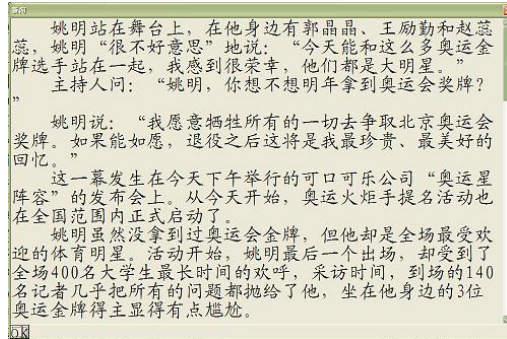 姚明站在舞台上，在他身边有郭晶晶、王励勤和赵蕊
蕊，姚明“很不好意思”地说：“今天能和这么多奥运金
牌选手站在一起，我感到很荣幸，他们都是大明星。”
主持人问：“姚明，你想不想明年拿到奥运会奖牌？
”
姚明说：“我愿意牺牲所有的一切去争取北京奥运会
奖牌。如果能如愿，退役之后这将是我最珍贵、最美好的
回忆。”
这一幕发生在今天下午举行的可口可乐公司“奥运星
阵容”的发布会上。从今天开始，奥运火炬手提名活动也
在全国范围内正式启动了。
姚明虽然没拿到过奥运会金牌，但他却是全场最受欢
迎的体育明星。活动开始，姚明最后一个出场，却受到了
全场400名大学生最长时间的欢呼，采访时间，到场的140
名记者几乎把所有的问题都抛给了他，坐在他身边的3位
奥运金牌得主显得有点尴尬。
ok